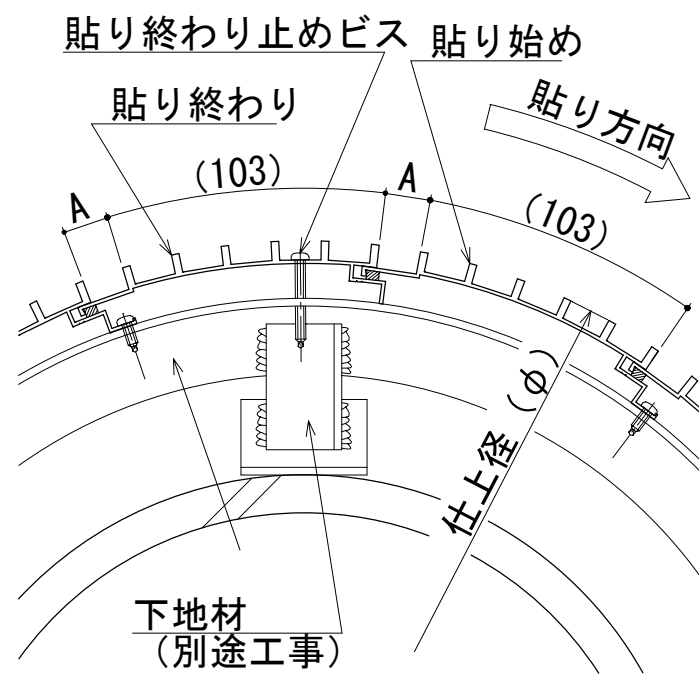 貼り終わり止めビス
貼り始め
貼り終わり
貼り方向
(103)
A
A
(103)
仕上径（φ）
下地材
（別途工事）